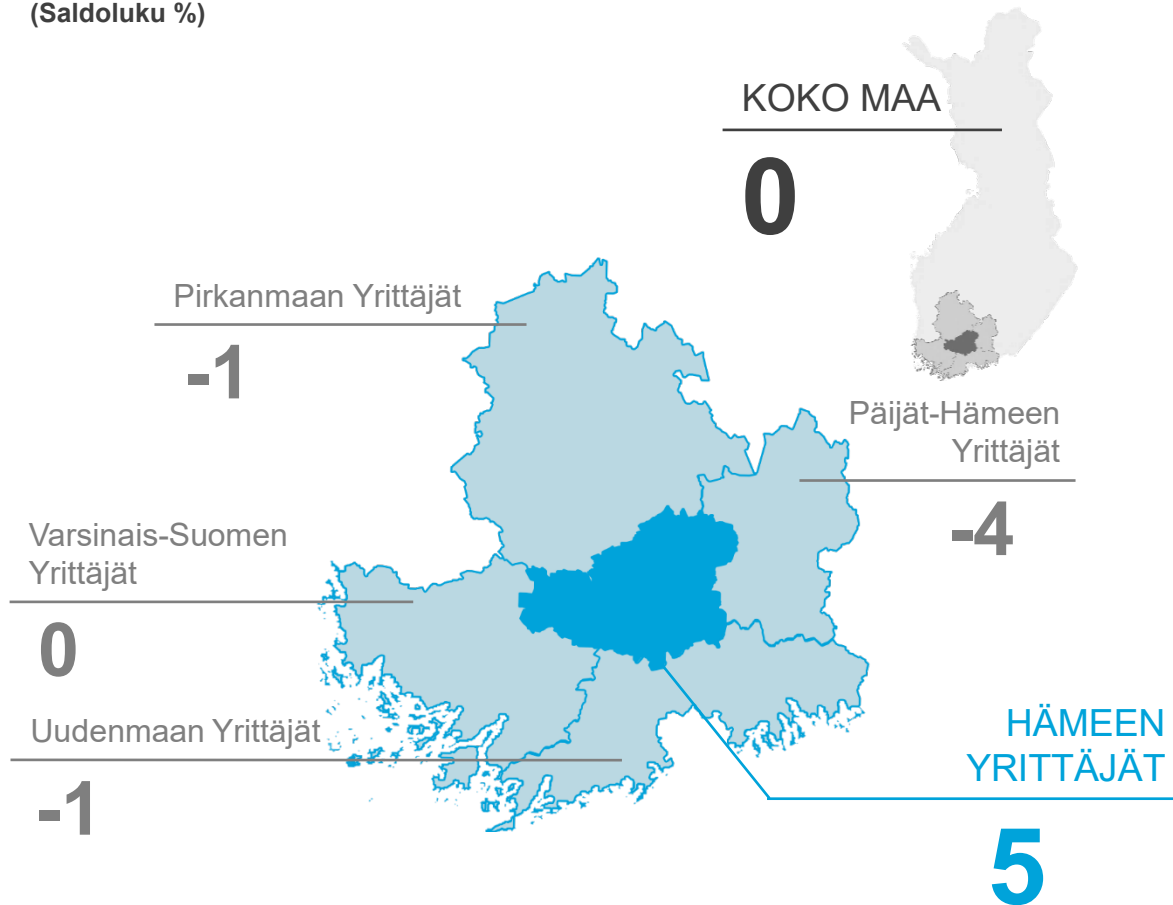 (Saldoluku %)
KOKO MAA
0
Pirkanmaan Yrittäjät
-1
Päijät-Hämeen
Yrittäjät
-4
Varsinais-Suomen
Yrittäjät
0
Uudenmaan Yrittäjät
-1
HÄMEEN
YRITTÄJÄT
5